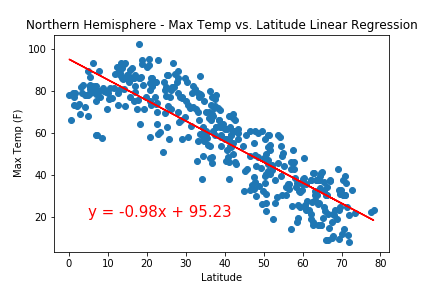 Northern Hemisphere - Max Temp vs. Latitude Linear Regression
100
80
60
40
20
Max Temp (F)
y = -0.98x + 95.23
0 10 20 30 40 50 60 70 80
Latitude